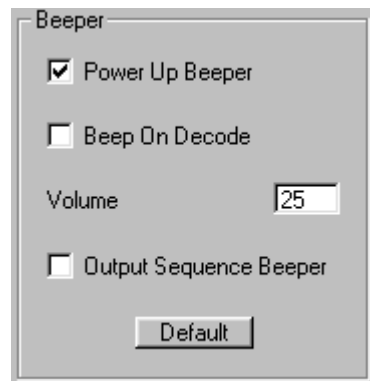 Beeper
Power Up Beeper
Beep On Decode
Volume 25
Output Sequence Beeper
Default